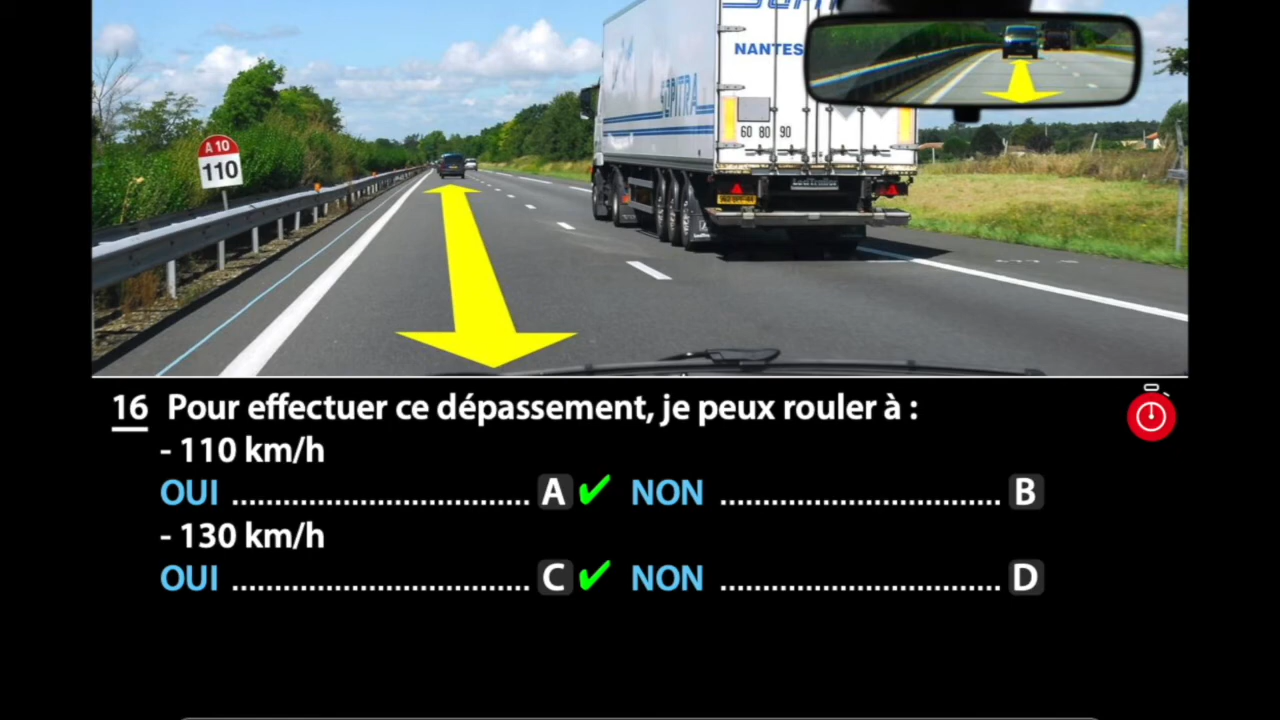 NANTES
SOFITRA
60 80 90
A 10
110
16 Pour effectuer ce dépassement, je peux rouler à :
- 110 km/h
OUI .................................. A ✔ NON ................................ B
- 130 km/h
OUI .................................. C ✔ NON ................................ D